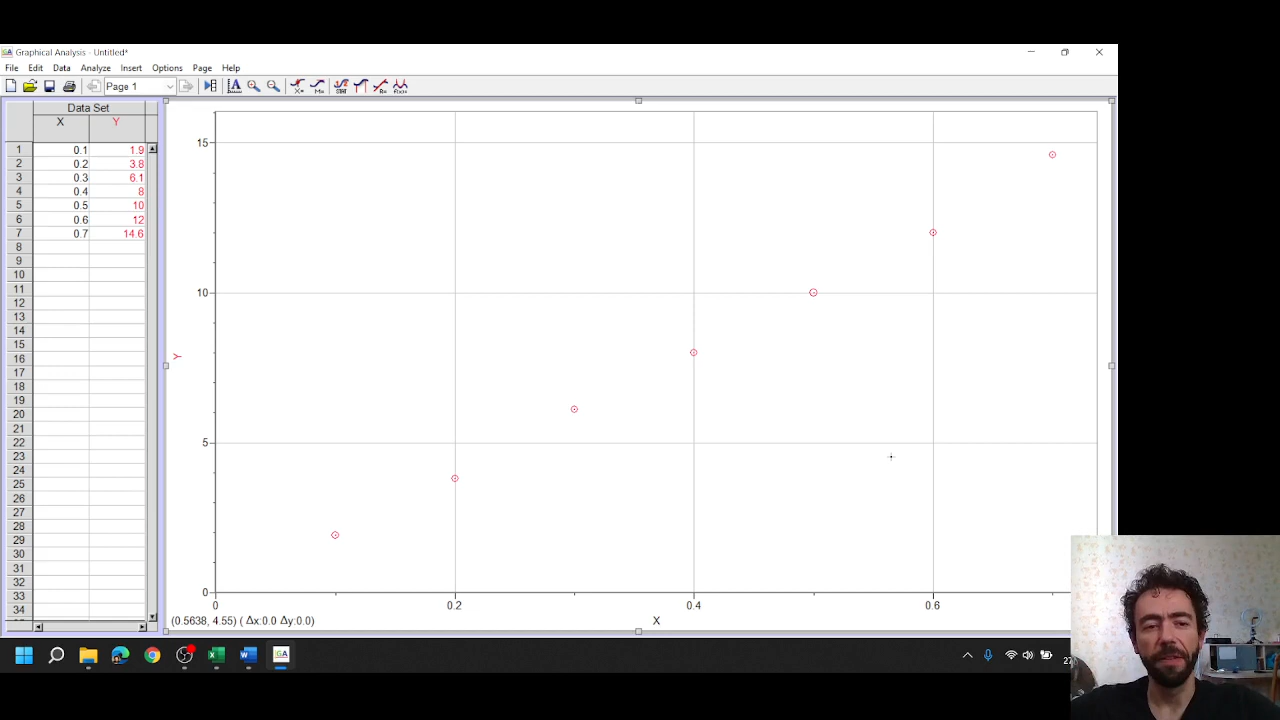 Graphical Analysis - Untitled*
File Edit Data Analyze Insert Options Page Help
Page 1
Data Set
X Y
1 0.1 1.9
2 0.2 3.8
3 0.3 6.1
4 0.4 8
5 0.5 10
6 0.6 12
7 0.7 14.6
8
9
10
11
12
13
14
15
16
17
18
19
20
21
22
23
24
25
26
27
28
29
30
31
32
33
34
15
10
5
0
Y
0 0.2 0.4 0.6
X
(0.5638, 4.55) ( Δx:0.0 Δy:0.0)
27